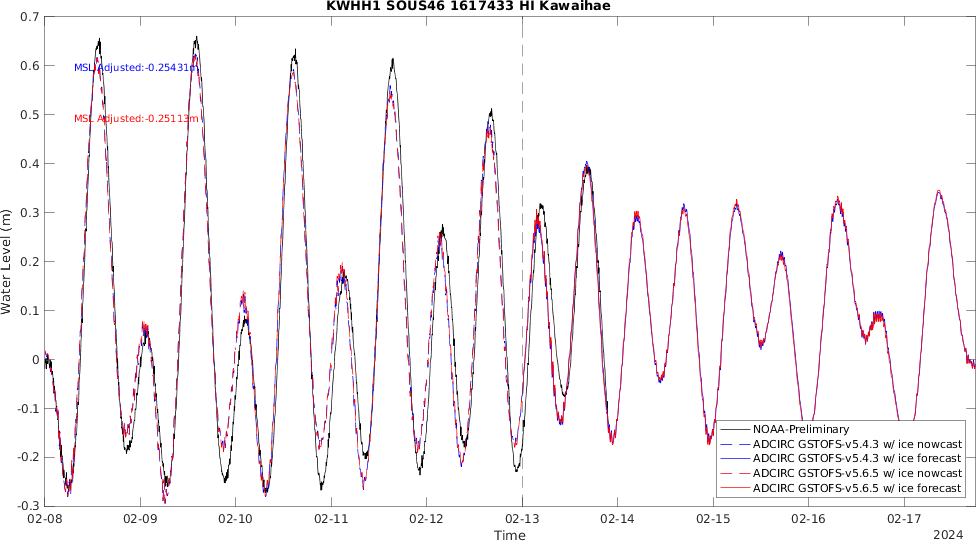 KWHH1 SOUS46 1617433 HI Kawaihae
0.7
0.6
0.5
0.4
0.3
0.2
0.1
0
-0.1
-0.2
-0.3
Water Level (m)
MSL Adjusted:-0.25431m
MSL Adjusted:-0.25113m
NOAA-Preliminary
ADCIRC GSTOFS-v5.4.3 w/ ice nowcast
ADCIRC GSTOFS-v5.4.3 w/ ice forecast
ADCIRC GSTOFS-v5.6.5 w/ ice nowcast
ADCIRC GSTOFS-v5.6.5 w/ ice forecast
02-08 02-09 02-10 02-11 02-12 02-13 02-14 02-15 02-16 02-17
Time
2024